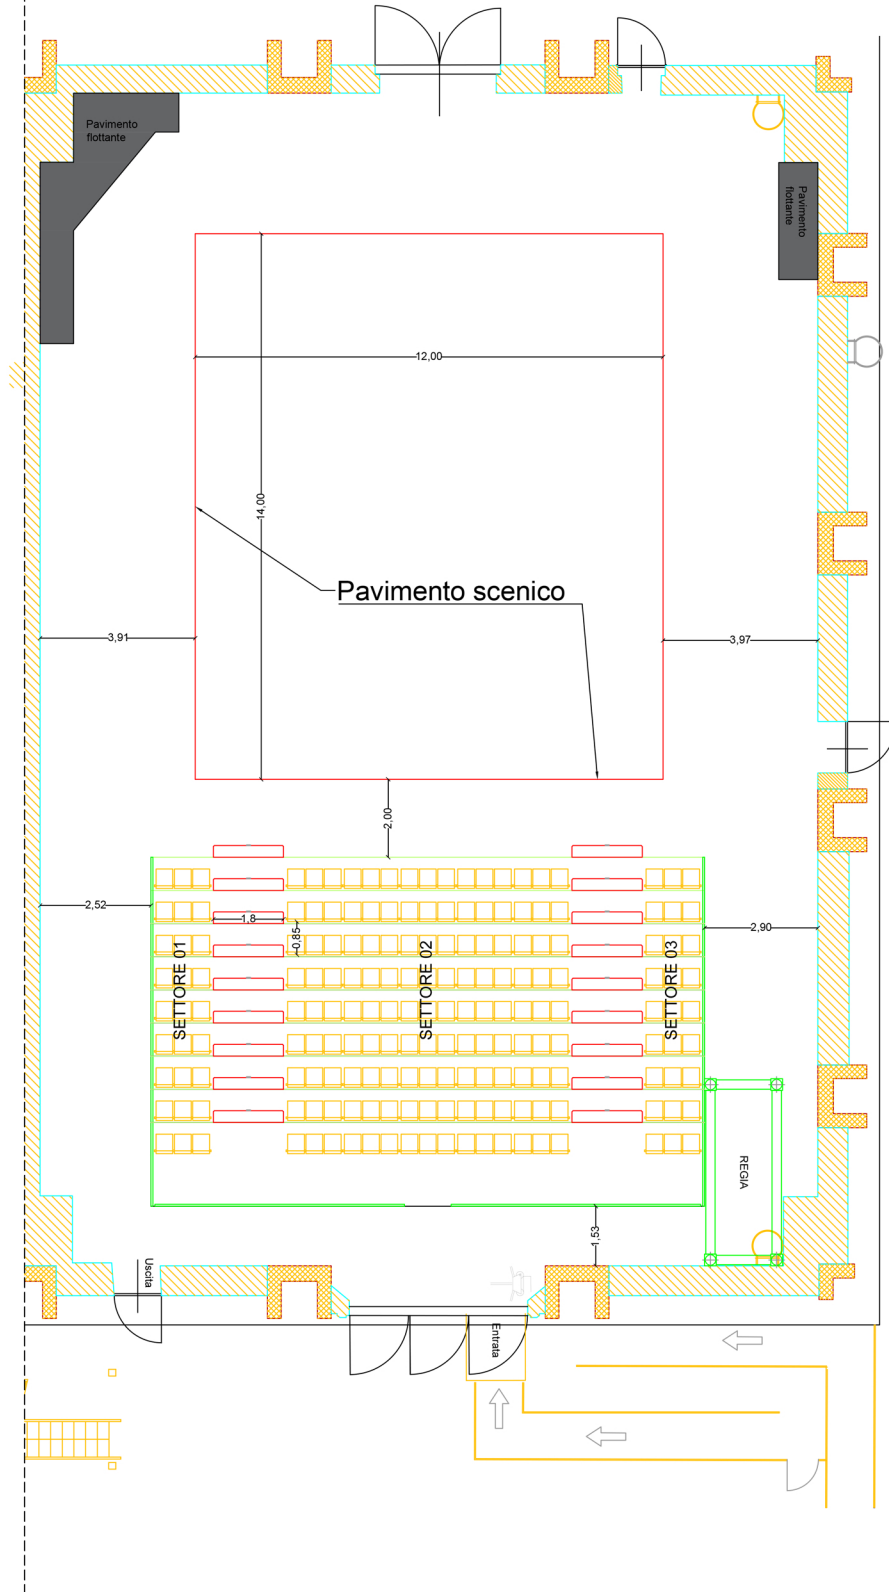 Pavimento
flottante
Pavimento
flottante
12,00
14,00
Pavimento scenico
3,91
3,97
2,00
2,52
1,8
0,85
2,90
SETTORE 01
SETTORE 02
SETTORE 03
REGIA
1,53
Uscita
Entrata